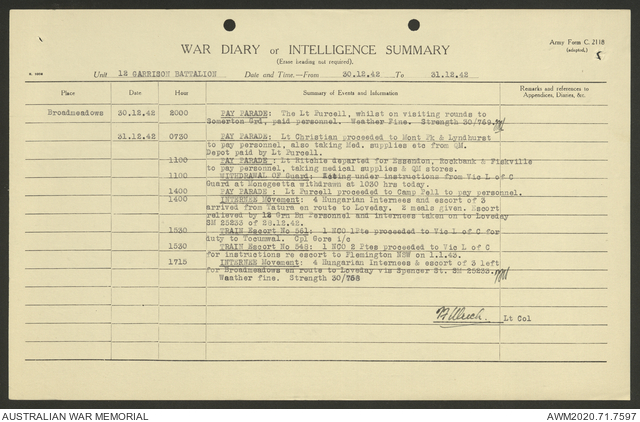 Army Form C. 2118
(adapted.)
5
WAR DIARY or INTELLIGENCE SUMMARY
(Erase heading not required).
Unit 12 GARRISON BATTALION Date and Time.—From 30.12.42 To 31.12.42
Place Date Hour Summary of Events and Information Remarks and references to Appendices, Diaries, &c.
Broadmeadows 30.12.42 2000 PAY PARADE: The Lt Purcell, whilst on visiting rounds to
Somerton Grd, paid personnel. Weather Fine. Strength 30/769.
31.12.42 0730 PAY PARADE: Lt Christian proceeded to Mont Pk & Lyndhurst
to pay personnel, also taking Med. supplies etc from QM.
Depot paid by Lt Purcell.
1100 PAY PARADE: Lt Ritchie departed for Essendon, Rockbank & Fiskville
to pay personnel, taking medical supplies & QM stores.
1100 WITHDRAWAL OF Guard: Acting under instructions from Vic L of C
Guard at Monegeetta withdrawn at 1030 hrs today.
1400 PAY PARADE: Lt Purcell proceeded to Camp Pell to pay personnel.
1400 INTERNEE Movement: 4 Hungarian Internees and escort of 3
arrived from Tatura en route to Loveday. 2 meals given. Escort
relieved by 12 Grn Bn Personnel and internees taken on to Loveday
SM 25233 of 28.12.42.
1530 TRAIN Escort No 561: 1 NCO 1Pte proceeded to Vic L of C for
duty to Tocumwal. Cpl Gore i/c
1530 TRAIN Escort No 548: 1 NCO 2 Ptes proceeded to Vic L of C
for instructions re escort to Flemington NSW on 1.1.43.
1715 INTERNEE Movement: 4 Hungarian Internees & escort of 3 left
for Broadmeadows en route to Loveday via Spencer St. SM 25233.
Weather fine. Strength 30/768
Lt Col
AUSTRALIAN WAR MEMORIAL AWM2020.71.7597